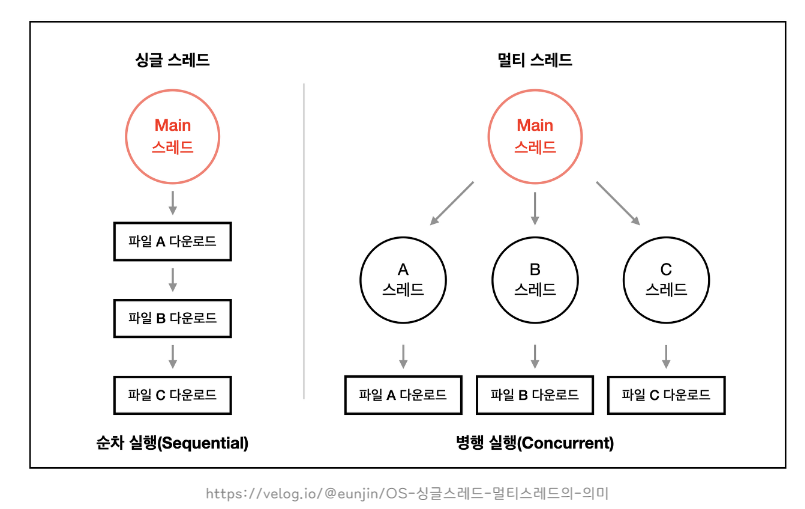 싱글 스레드
Main
스레드
파일 A 다운로드
파일 B 다운로드
파일 C 다운로드
순차 실행(Sequential)
멀티 스레드
Main
스레드
A
스레드
B
스레드
C
스레드
파일 A 다운로드
파일 B 다운로드
파일 C 다운로드
병행 실행(Concurrent)
https://velog.io/@eunjin/OS-싱글스레드-멀티스레드의-의미